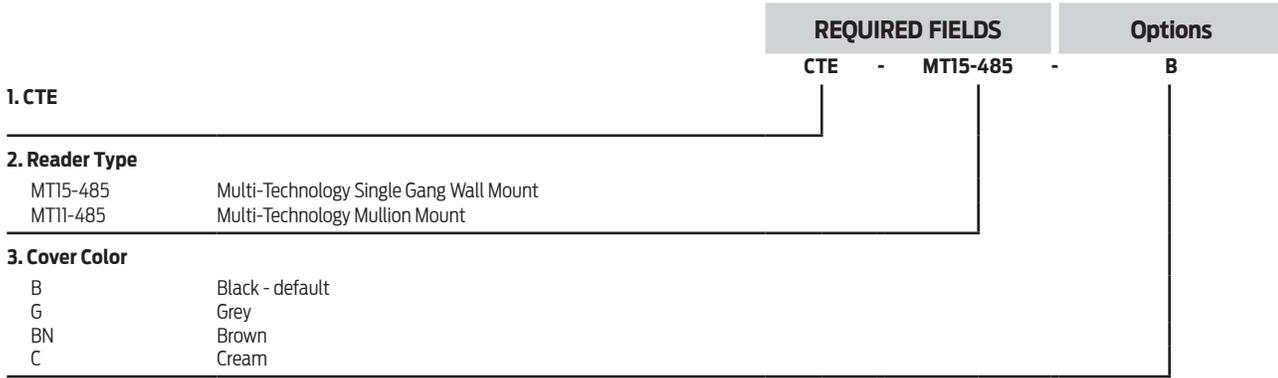 REQUIRED FIELDS Options
CTE - MT15-485 - B
1. CTE
2. Reader Type
MT15-485 Multi-Technology Single Gang Wall Mount
MT11-485 Multi-Technology Mullion Mount
3. Cover Color
B Black - default
G Grey
BN Brown
C Cream